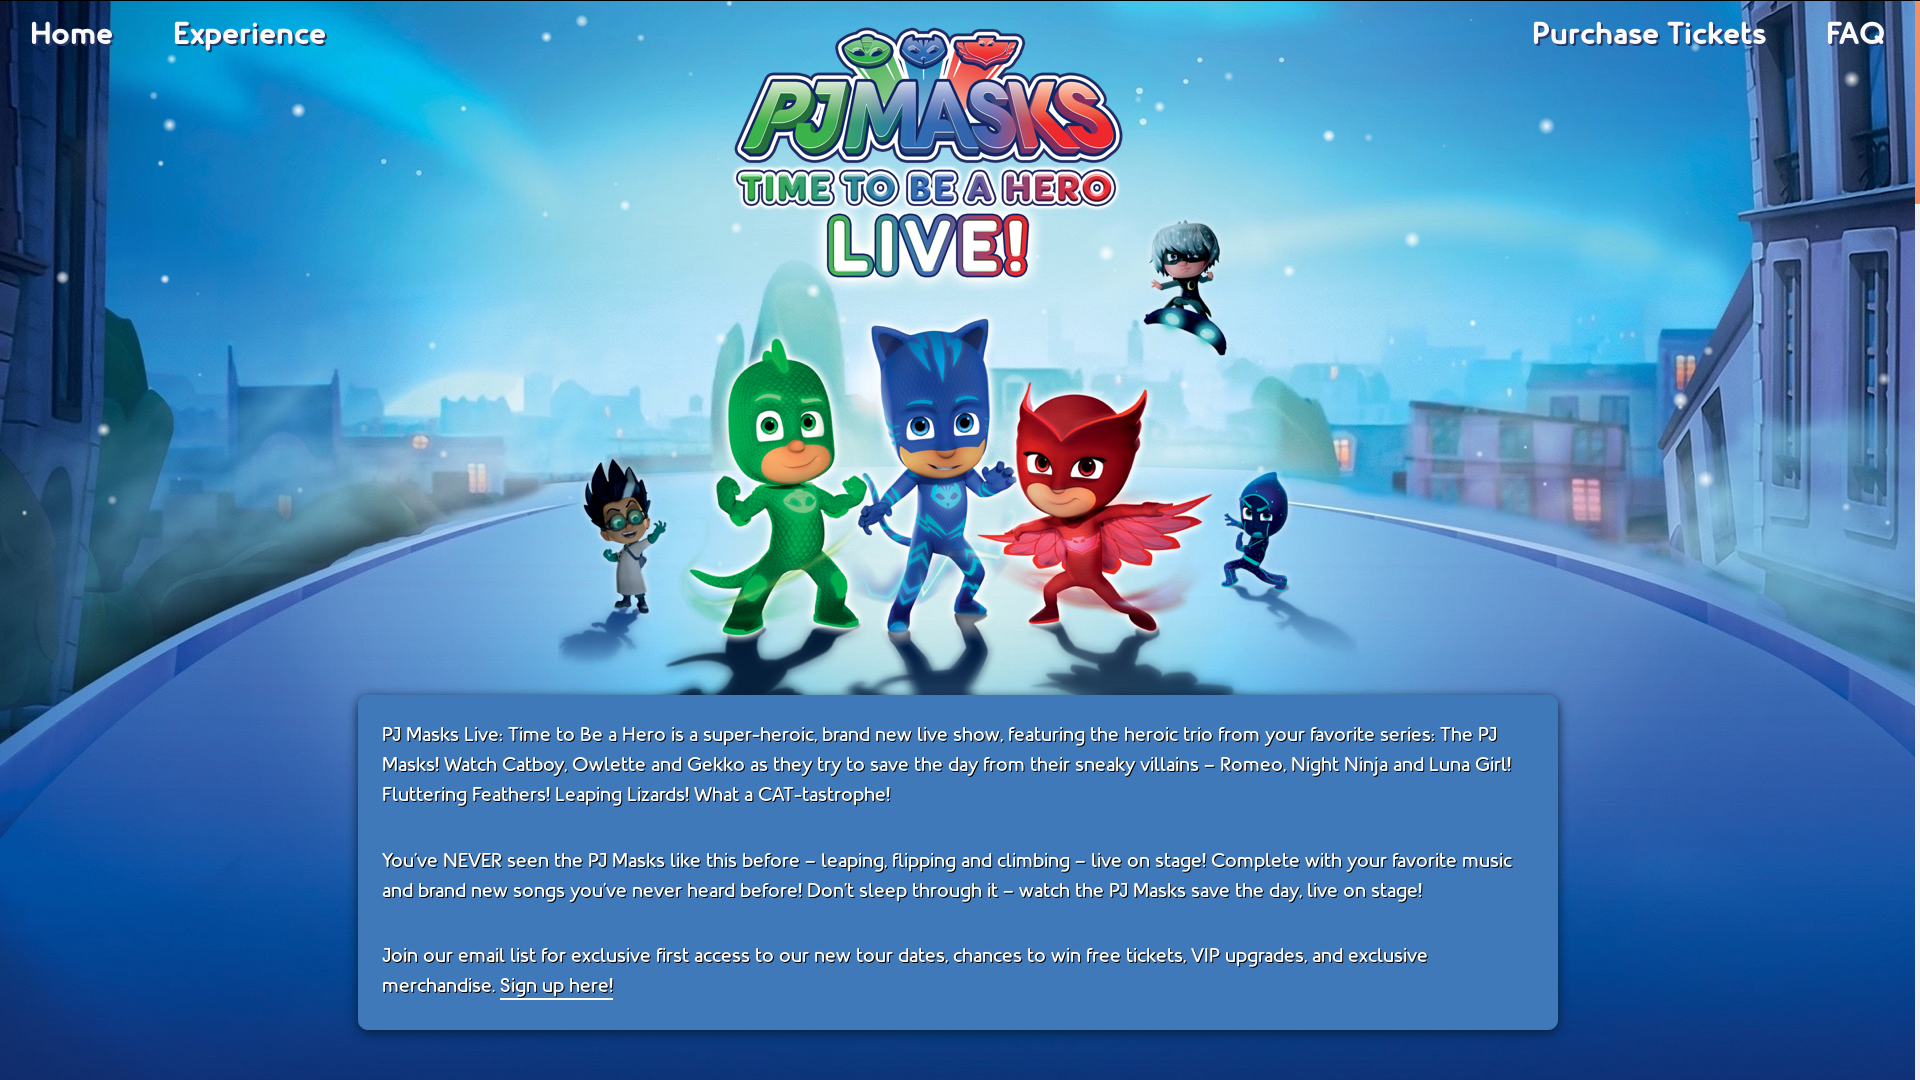 Home Experience Purchase Tickets FAQ
PJMASKS
TIME TO BE A HERO
LIVE!
PJ Masks Live: Time to Be a Hero is a super-heroic, brand new live show, featuring the heroic trio from your favorite series: The PJ
Masks! Watch Catboy, Owlette and Gekko as they try to save the day from their sneaky villains – Romeo, Night Ninja and Luna Girl!
Fluttering Feathers! Leaping Lizards! What a CAT-tastrophe!
You've NEVER seen the PJ Masks like this before – leaping, flipping and climbing – live on stage! Complete with your favorite music
and brand new songs you've never heard before! Don't sleep through it – watch the PJ Masks save the day, live on stage!
Join our email list for exclusive first access to our new tour dates, chances to win free tickets, VIP upgrades, and exclusive
merchandise. Sign up here!